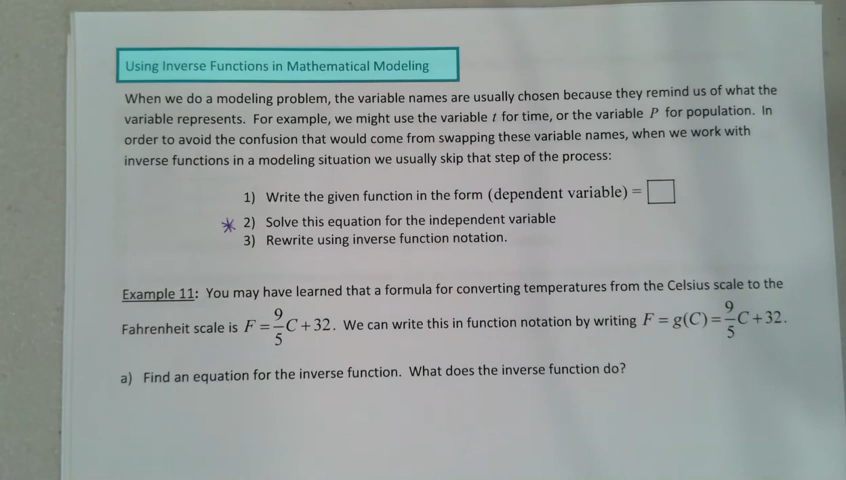 Using Inverse Functions in Mathematical Modeling
When we do a modeling problem, the variable names are usually chosen because they remind us of what the
variable represents. For example, we might use the variable t for time, or the variable P for population. In
order to avoid the confusion that would come from swapping these variable names, when we work with
inverse functions in a modeling situation we usually skip that step of the process:
1) Write the given function in the form (dependent variable) = □
* 2) Solve this equation for the independent variable
3) Rewrite using inverse function notation.
Example 11: You may have learned that a formula for converting temperatures from the Celsius scale to the
Fahrenheit scale is F = 9/5 C + 32. We can write this in function notation by writing F = g(C) = 9/5 C + 32.
a) Find an equation for the inverse function. What does the inverse function do?